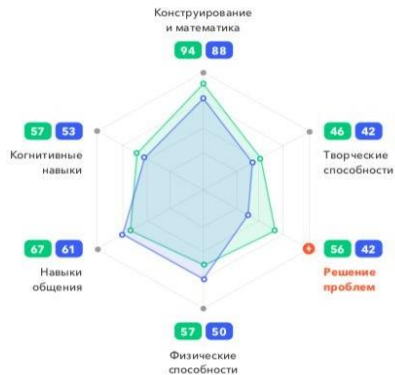 Конструирование
и математика
94 88
57 53
46 42
Когнитивные
навыки
Творческие
способности
67 61
56 42
Навыки
общения
Решение
проблем
57 50
Физические
способности